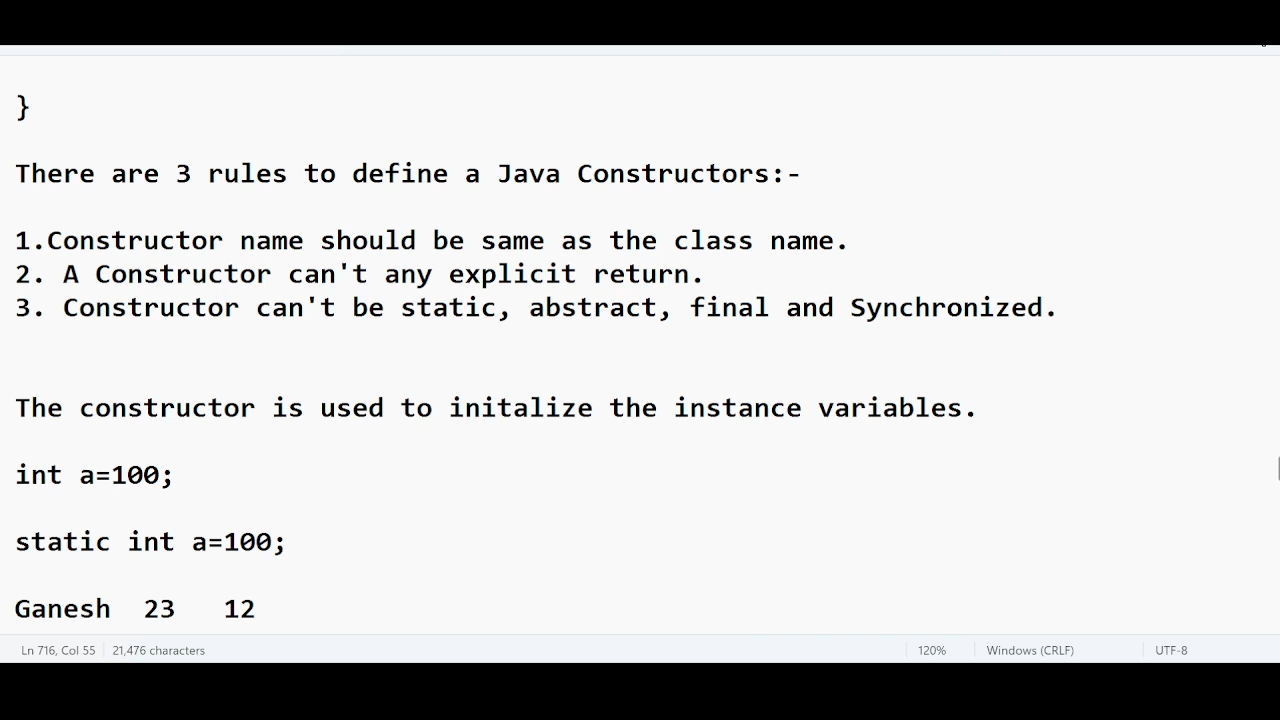 }
There are 3 rules to define a Java Constructors:-
1.Constructor name should be same as the class name.
2. A Constructor can't any explicit return.
3. Constructor can't be static, abstract, final and Synchronized.
The constructor is used to initalize the instance variables.
int a=100;
static int a=100;
Ganesh 23 12
Ln 716, Col 55 21,476 characters 120% Windows (CRLF) UTF-8